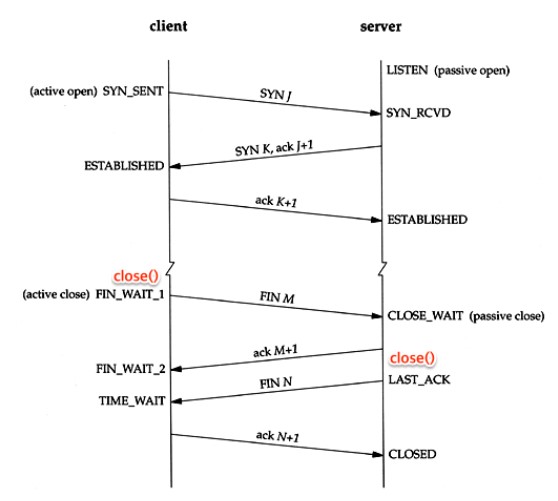 client server
LISTEN (passive open)
(active open) SYN_SENT SYN J
SYN_RCVD
SYN K, ack J+1
ESTABLISHED
ack K+1
ESTABLISHED
close()
(active close) FIN_WAIT_1 FIN M
CLOSE_WAIT (passive close)
ack M+1
close()
FIN_WAIT_2
FIN N LAST_ACK
TIME_WAIT
ack N+1
CLOSED